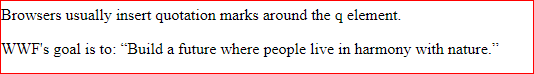 Browsers usually insert quotation marks around the q element.
WWF's goal is to: “Build a future where people live in harmony with nature.”